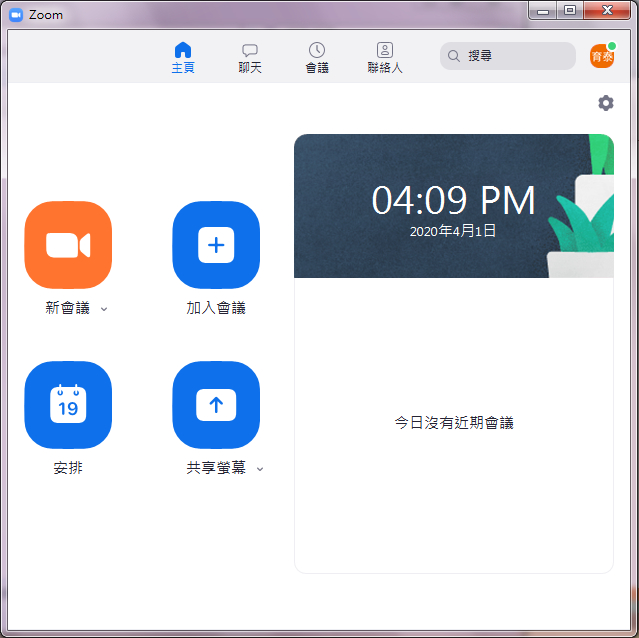 Zoom
主頁 聊天 會議 聯絡人 搜尋 育泰
04:09 PM
2020年4月1日
新會議 加入會議
19
安排 共享螢幕
今日沒有近期會議